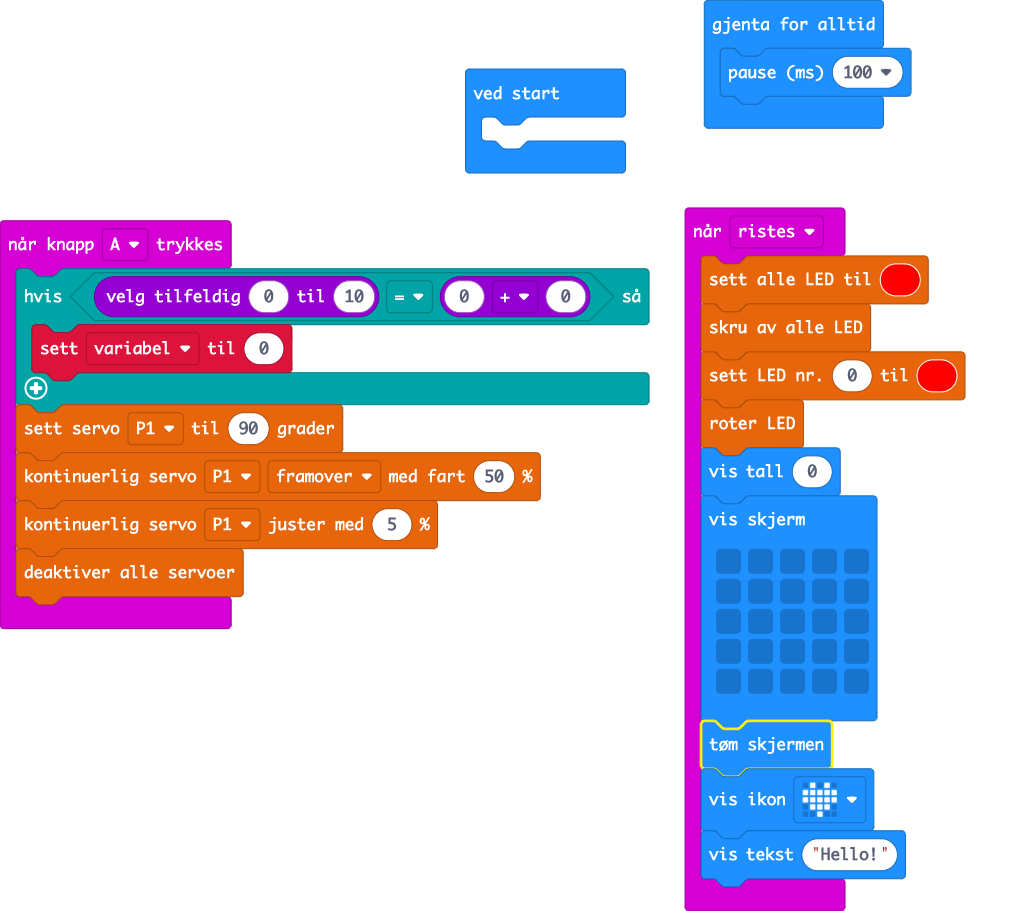 gjenta for alltid
pause (ms) 100
ved start
når knapp A trykkes
hvis velg tilfeldig 0 til 10 = 0 + 0 så
sett variabel til 0
sett servo P1 til 90 grader
kontinuerlig servo P1 framover med fart 50 %
kontinuerlig servo P1 juster med 5 %
deaktiver alle servoer
når ristes
sett alle LED til
skru av alle LED
sett LED nr. 0 til
roter LED
vis tall 0
vis skjerm
tøm skjermen
vis ikon
vis tekst "Hello!"